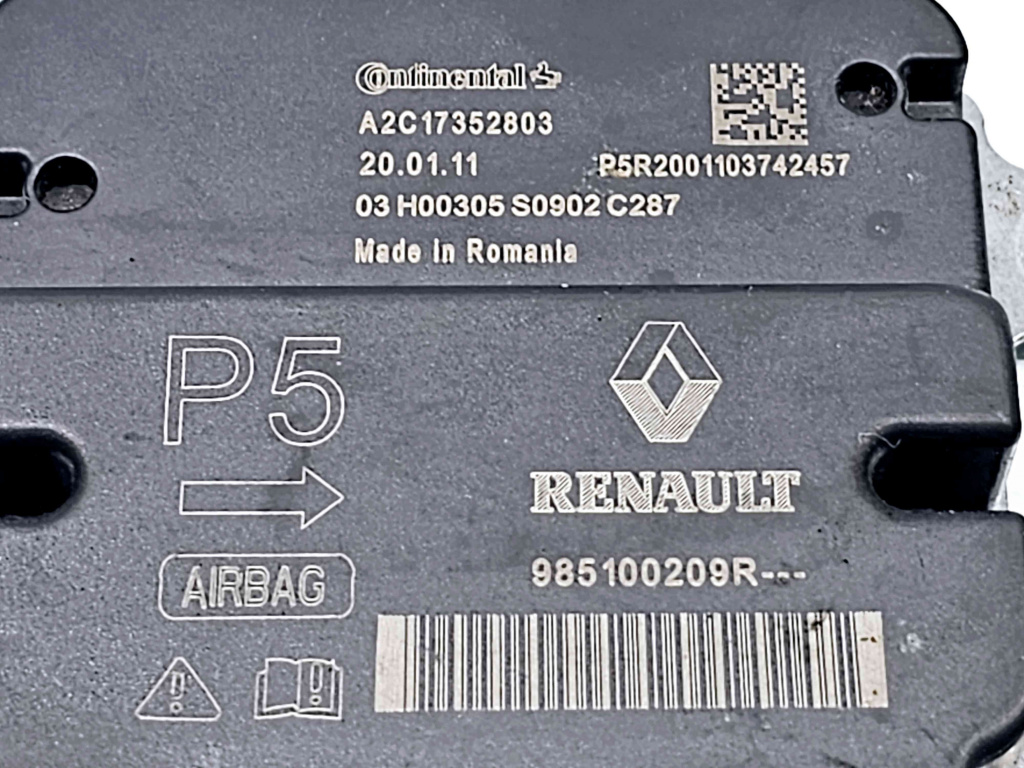 Continental
A2C17352803
20.01.11
P5R2001103742457
03 H00305 S0902 C287
Made in Romania
P5
RENAULT
AIRBAG
985100209R---